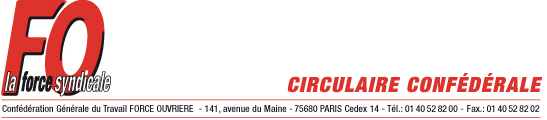 FO
la force syndicale
CIRCULAIRE CONFÉDÉRALE
Confédération Générale du Travail FORCE OUVRIERE - 141, avenue du Maine - 75680 PARIS Cedex 14 - Tél.: 01 40 52 82 00 - Fax.: 01 40 52 82 02